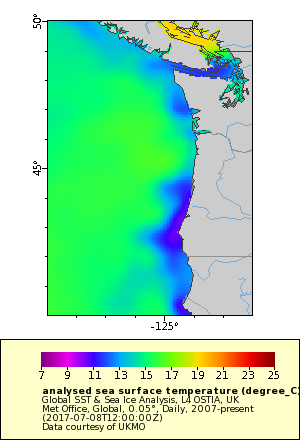 50°
45°
-125°
7 9 11 13 15 17 19 21 23 25
analysed sea surface temperature (degree_C)
Global SST & Sea Ice Analysis, L4 OSTIA, UK
Met Office, Global, 0.05°, Daily, 2007-present
(2017-07-08T12:00:00Z)
Data courtesy of UKMO